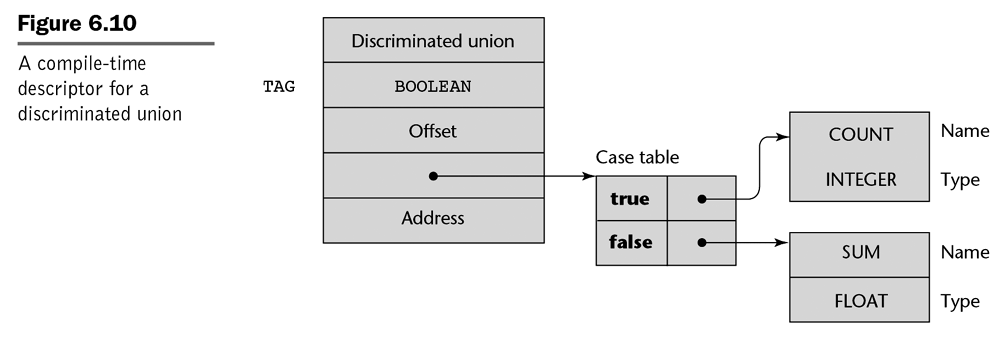 Figure 6.10
A compile-time
descriptor for a
discriminated union
Discriminated union
TAG
BOOLEAN
Offset
Address
Case table
true
false
COUNT
Name
INTEGER
Type
SUM
Name
FLOAT
Type